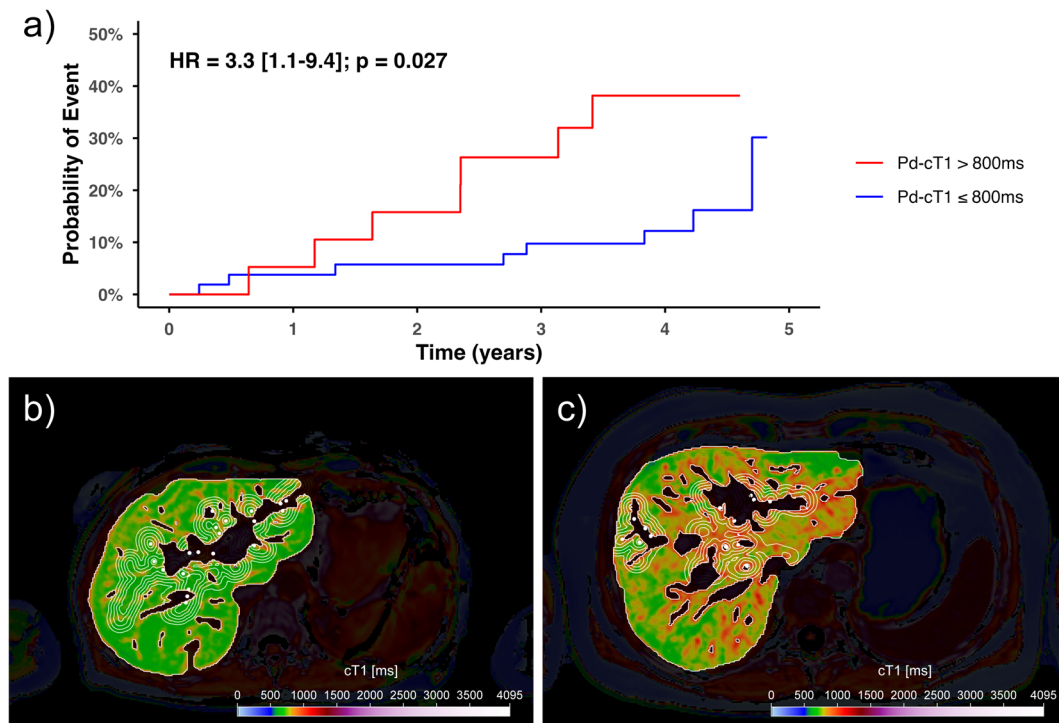 a)
50%
HR = 3.3 [1.1-9.4]; p = 0.027
40%
30%
20%
10%
0%
Probability of Event
0 1 2 3 4 5
Time (years)
Pd-cT1 > 800ms
Pd-cT1 ≤ 800ms
b)
cT1 [ms]
0 500 1000 1500 2000 2500 3000 3500 4095
c)
cT1 [ms]
0 500 1000 1500 2000 2500 3000 3500 4095